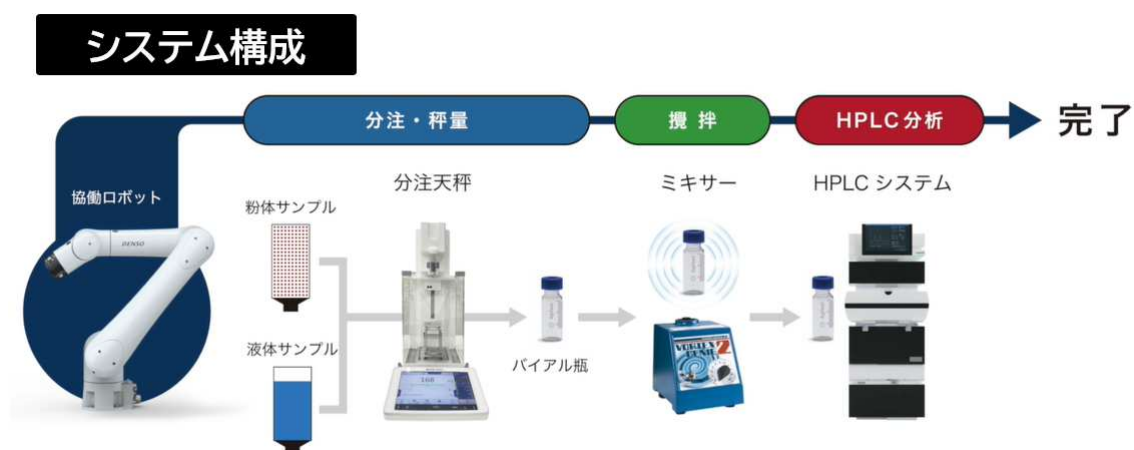 システム構成
分注・秤量
攪拌
HPLC分析
完了
協働ロボット
分注天秤
ミキサー
HPLC システム
粉体サンプル
DENSO
液体サンプル
バイアル瓶
VORTEX
GENIE 2